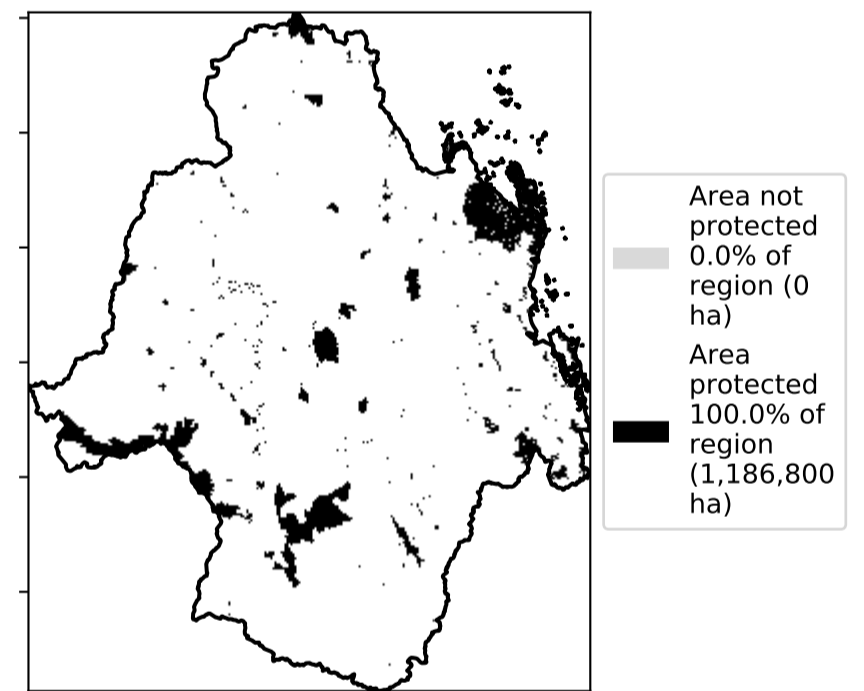 Area not
protected
0.0% of
region (0
ha)
Area
protected
100.0% of
region
(1,186,800
ha)